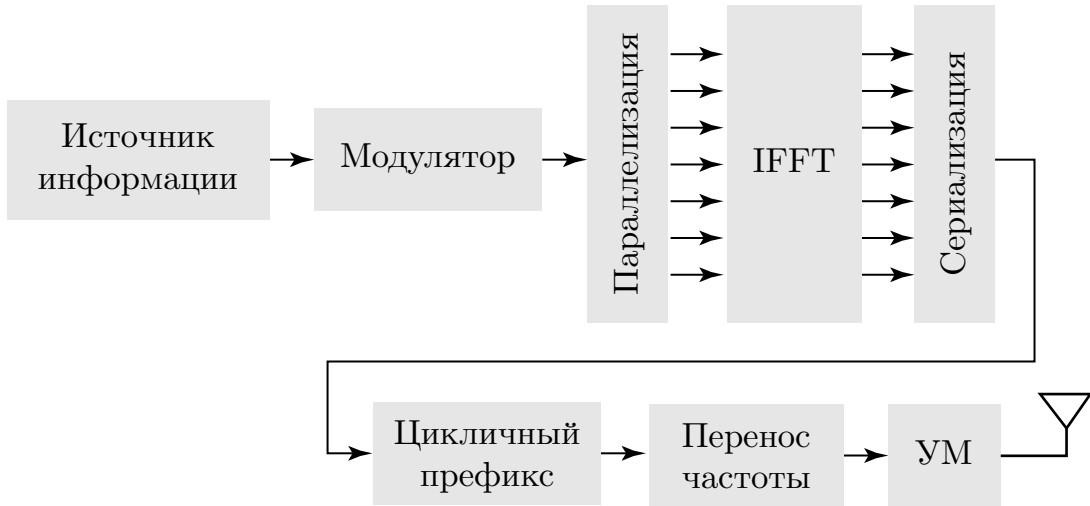 Источник
информации
Модулятор
Параллелизация
IFFT
Сериализация
Цикличный
префикс
Перенос
частоты
УМ